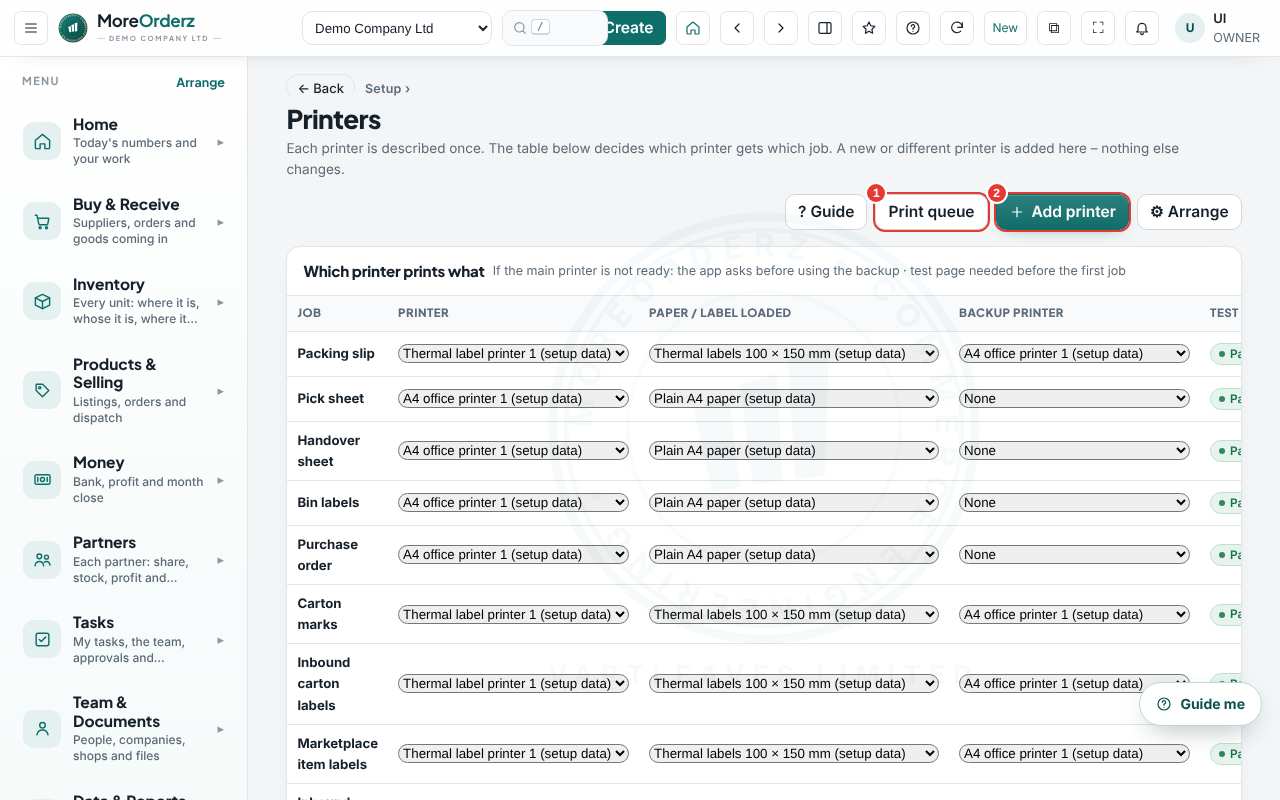 MoreOrderz
— DEMO COMPANY LTD —
Demo Company Ltd
/
Create
New
U
UI
OWNER
MENU
Arrange
Home
Today's numbers and
your work
Buy & Receive
Suppliers, orders and
goods coming in
Inventory
Every unit: where it is,
whose it is, where it...
Products &
Selling
Listings, orders and
dispatch
Money
Bank, profit and month
close
Partners
Each partner: share,
stock, profit and...
Tasks
My tasks, the team,
approvals and...
Team &
Documents
People, companies,
shops and files
← Back
Setup ›
Printers
Each printer is described once. The table below decides which printer gets which job. A new or different printer is added here – nothing else
changes.
? Guide
1
Print queue
2
+ Add printer
⚙ Arrange
Which printer prints what
If the main printer is not ready: the app asks before using the backup · test page needed before the first job
JOB PRINTER PAPER / LABEL LOADED BACKUP PRINTER TEST
Packing slip Thermal label printer 1 (setup data) Thermal labels 100 × 150 mm (setup data) A4 office printer 1 (setup data)
Pick sheet A4 office printer 1 (setup data) Plain A4 paper (setup data) None
Handover
sheet
A4 office printer 1 (setup data) Plain A4 paper (setup data) None
Bin labels A4 office printer 1 (setup data) Plain A4 paper (setup data) None
Purchase
order
A4 office printer 1 (setup data) Plain A4 paper (setup data) None
Carton
marks
Thermal label printer 1 (setup data) Thermal labels 100 × 150 mm (setup data) A4 office printer 1 (setup data)
Inbound
carton
labels
Thermal label printer 1 (setup data) Thermal labels 100 × 150 mm (setup data) A4 office printer 1 (setup data)
Marketplace
item labels
Thermal label printer 1 (setup data) Thermal labels 100 × 150 mm (setup data) A4 office printer 1 (setup data)
Guide me